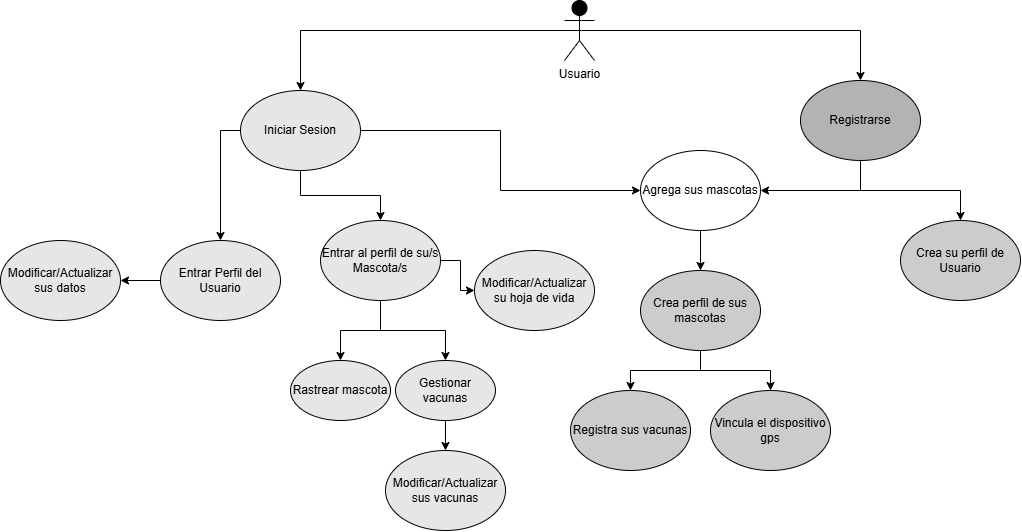 Usuario
Iniciar Sesion
Registrarse
Agrega sus mascotas
Entrar al perfil de su/s
Mascota/s
Crea su perfil de
Usuario
Modificar/Actualizar
sus datos
Entrar Perfil del
Usuario
Modificar/Actualizar
su hoja de vida
Crea perfil de sus
mascotas
Rastrear mascota
Gestionar
vacunas
Registra sus vacunas
Vincula el dispositivo
gps
Modificar/Actualizar
sus vacunas